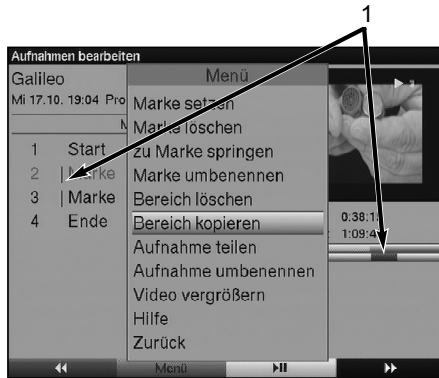 1
Aufnahmen bearbeiten
Galileo
Mi 17.10. 19:04 Pro
Menü
Marke setzen
Marke löschen
zu Marke springen
Marke umbenennen
Bereich löschen
Bereich kopieren
Aufnahme teilen
Aufnahme umbenennen
Video vergrößern
Hilfe
Zurück
M
1 Start
2 Marke
3 Marke
4 Ende
0:38:1
1:09:4
Menü